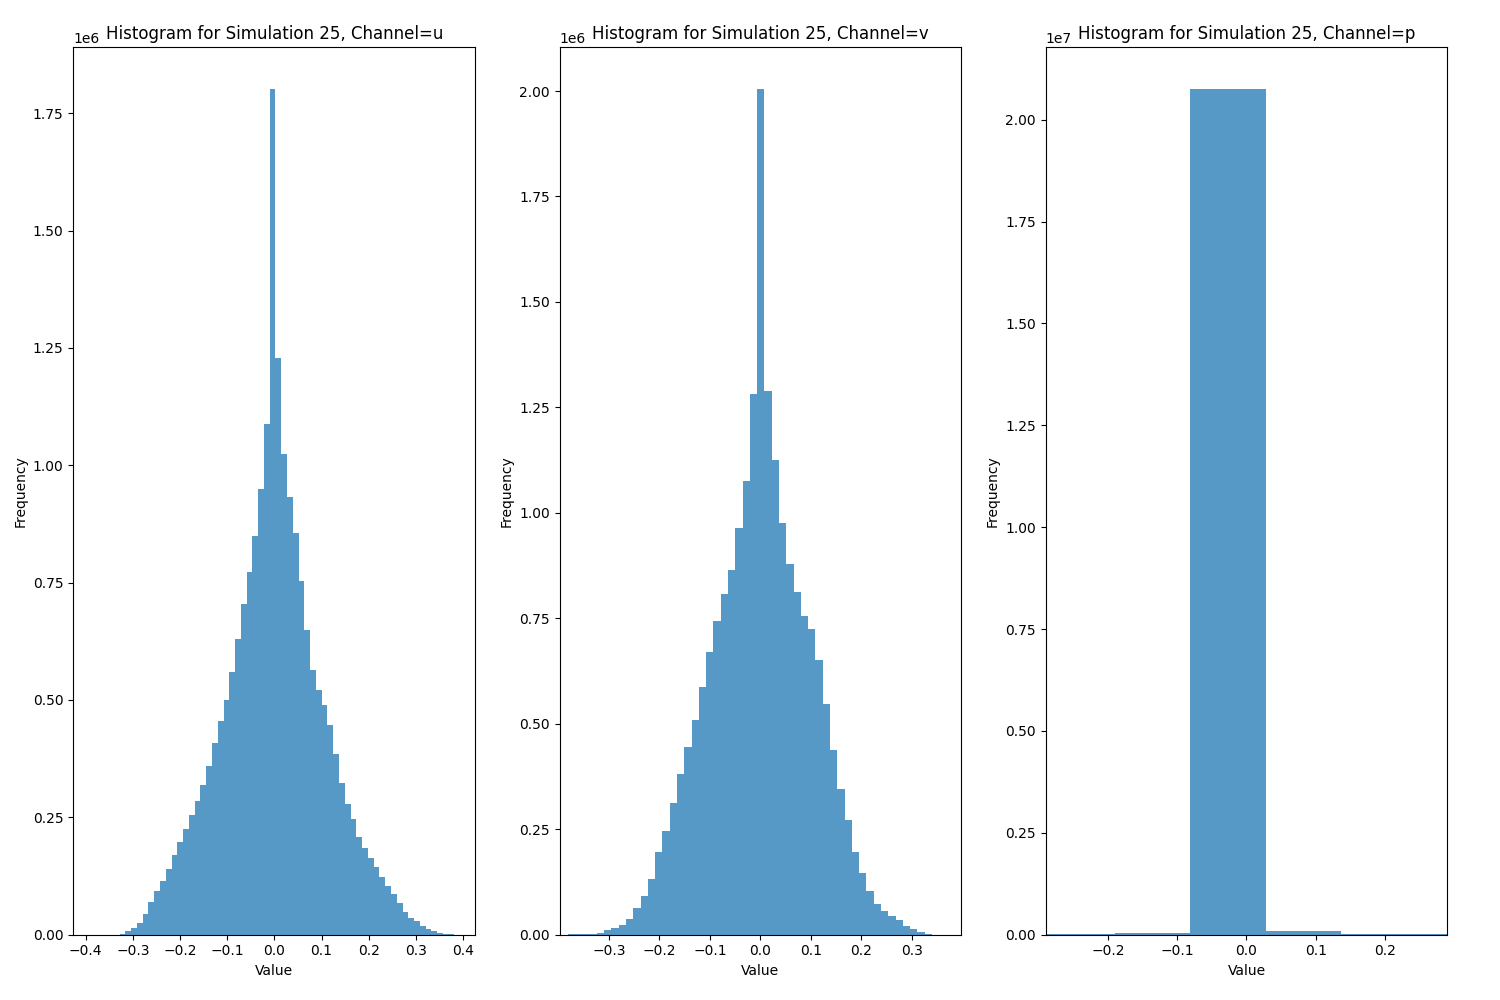 Histogram for Simulation 25, Channel=u
1e6
1.75
1.50
1.25
1.00
0.75
0.50
0.25
0.00
Frequency
−0.4 −0.3 −0.2 −0.1 0.0 0.1 0.2 0.3 0.4
Value
Histogram for Simulation 25, Channel=v
1e6
2.00
1.75
1.50
1.25
1.00
0.75
0.50
0.25
0.00
Frequency
−0.3 −0.2 −0.1 0.0 0.1 0.2 0.3
Value
Histogram for Simulation 25, Channel=p
1e7
2.00
1.75
1.50
1.25
1.00
0.75
0.50
0.25
0.00
Frequency
−0.2 −0.1 0.0 0.1 0.2
Value